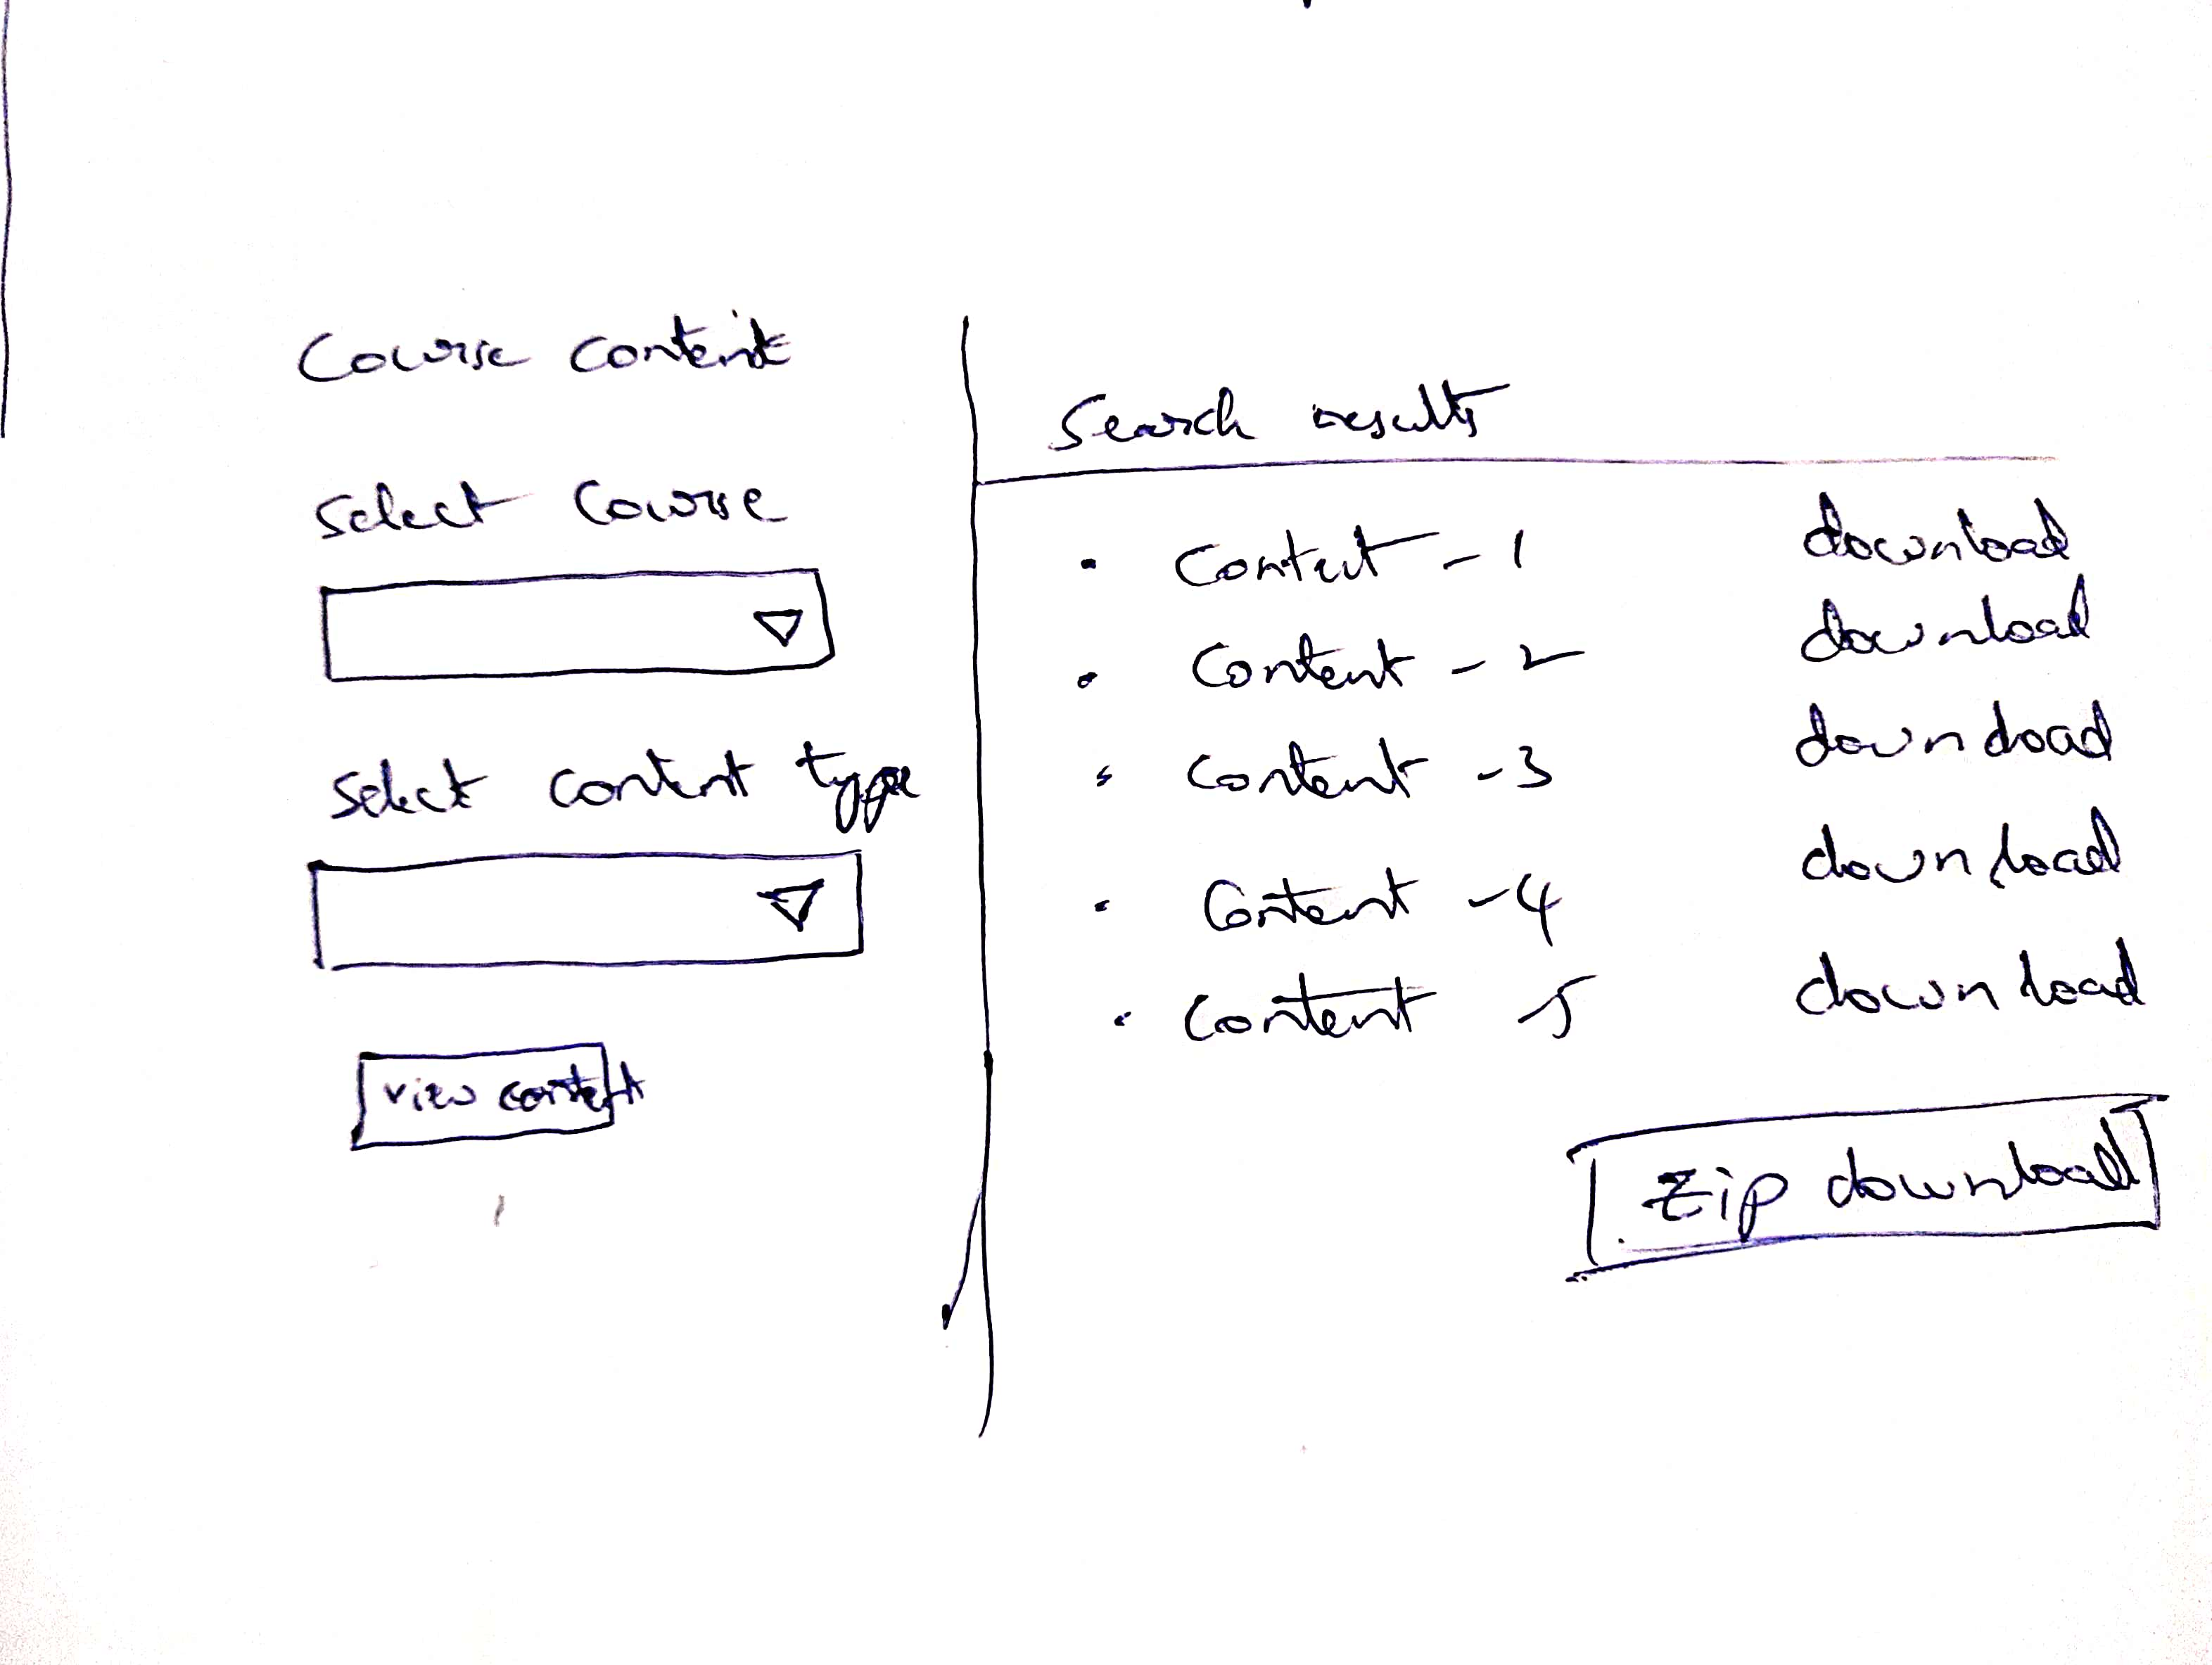 Course content
Select Course
Select content type
view content
Search results
• Content - 1 download
• Content - 2 download
• Content - 3 download
• Content - 4 download
• Content 5 download
Zip download